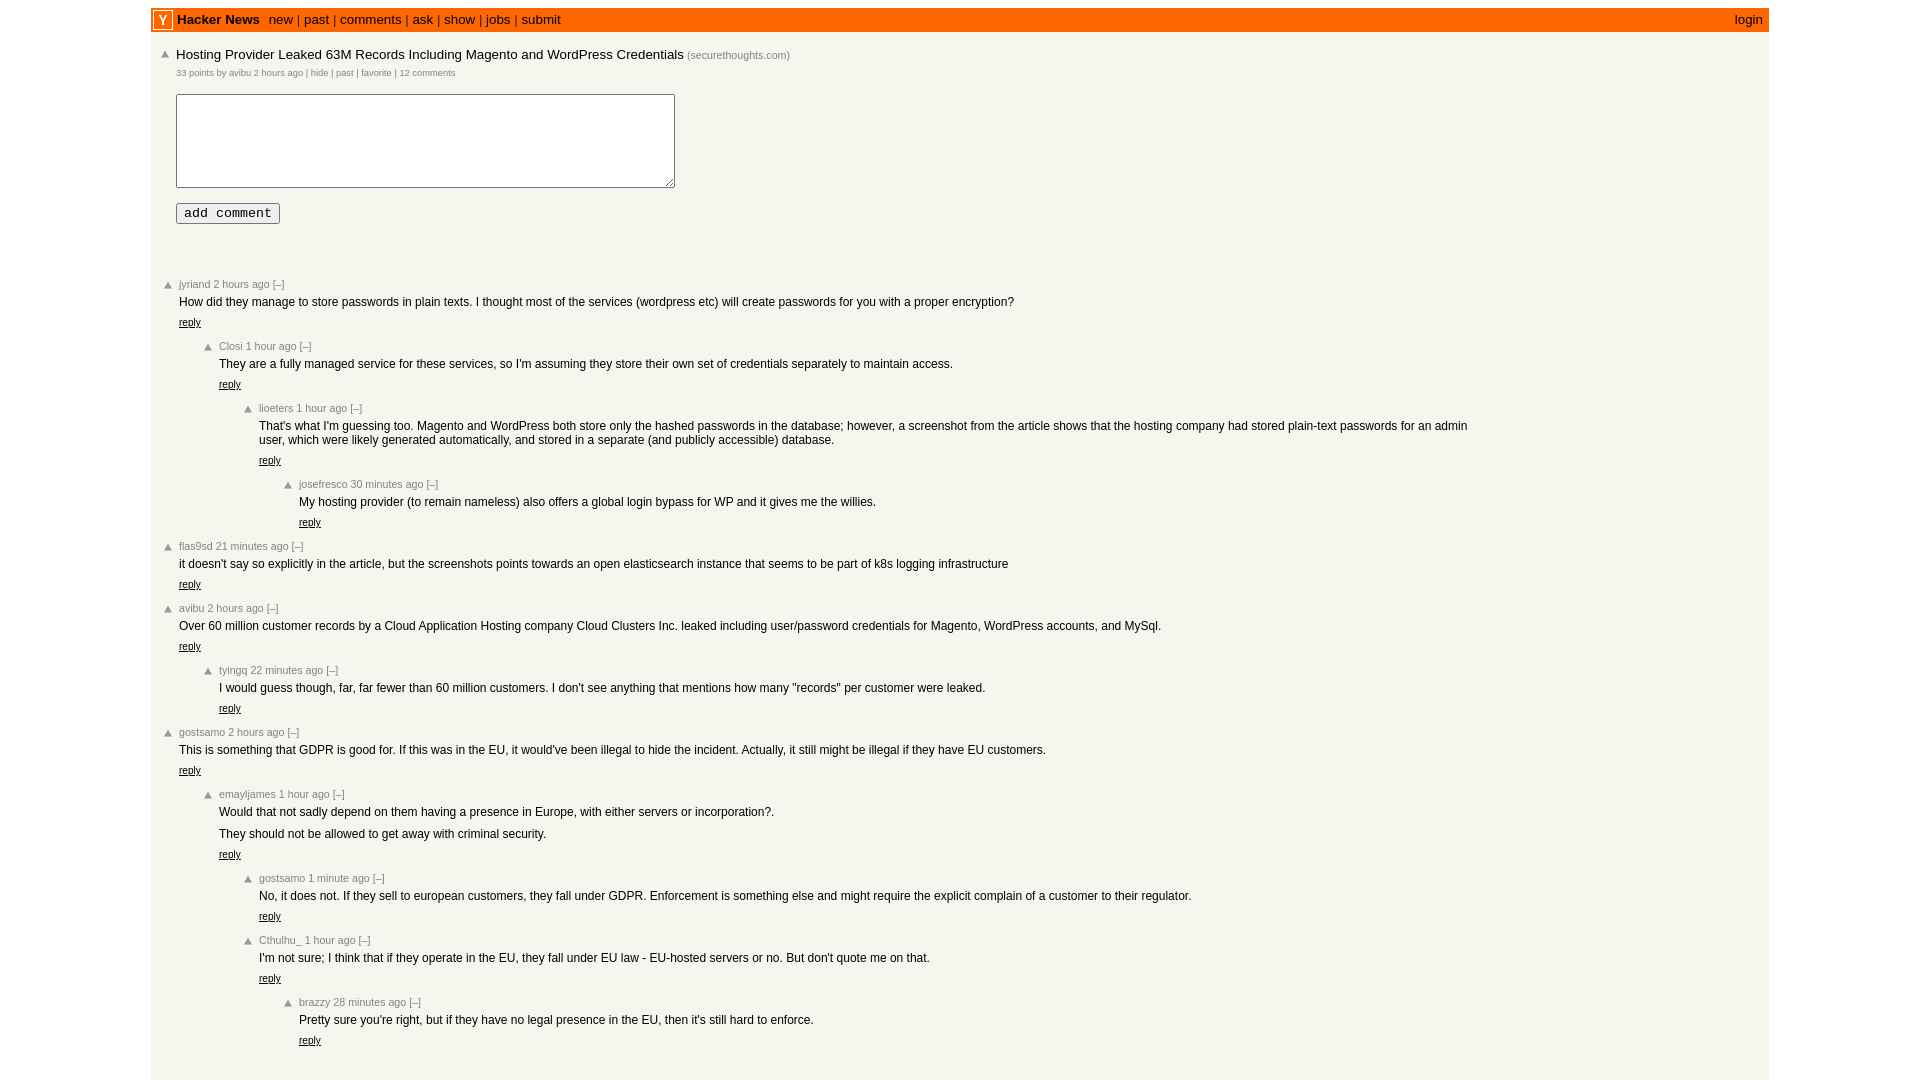 Y Hacker News new | past | comments | ask | show | jobs | submit login
Hosting Provider Leaked 63M Records Including Magento and WordPress Credentials (securethoughts.com)
33 points by avibu 2 hours ago | hide | past | favorite | 12 comments
add comment
jyriand 2 hours ago [–]
How did they manage to store passwords in plain texts. I thought most of the services (wordpress etc) will create passwords for you with a proper encryption?
reply
Closi 1 hour ago [–]
They are a fully managed service for these services, so I'm assuming they store their own set of credentials separately to maintain access.
reply
lioeters 1 hour ago [–]
That's what I'm guessing too. Magento and WordPress both store only the hashed passwords in the database; however, a screenshot from the article shows that the hosting company had stored plain-text passwords for an admin
user, which were likely generated automatically, and stored in a separate (and publicly accessible) database.
reply
josefresco 30 minutes ago [–]
My hosting provider (to remain nameless) also offers a global login bypass for WP and it gives me the willies.
reply
flas9sd 21 minutes ago [–]
it doesn't say so explicitly in the article, but the screenshots points towards an open elasticsearch instance that seems to be part of k8s logging infrastructure
reply
avibu 2 hours ago [–]
Over 60 million customer records by a Cloud Application Hosting company Cloud Clusters Inc. leaked including user/password credentials for Magento, WordPress accounts, and MySql.
reply
tyingq 22 minutes ago [–]
I would guess though, far, far fewer than 60 million customers. I don't see anything that mentions how many "records" per customer were leaked.
reply
gostsamo 2 hours ago [–]
This is something that GDPR is good for. If this was in the EU, it would've been illegal to hide the incident. Actually, it still might be illegal if they have EU customers.
reply
emayljames 1 hour ago [–]
Would that not sadly depend on them having a presence in Europe, with either servers or incorporation?.
They should not be allowed to get away with criminal security.
reply
gostsamo 1 minute ago [–]
No, it does not. If they sell to european customers, they fall under GDPR. Enforcement is something else and might require the explicit complain of a customer to their regulator.
reply
Cthulhu_ 1 hour ago [–]
I'm not sure; I think that if they operate in the EU, they fall under EU law - EU-hosted servers or no. But don't quote me on that.
reply
brazzy 28 minutes ago [–]
Pretty sure you're right, but if they have no legal presence in the EU, then it's still hard to enforce.
reply